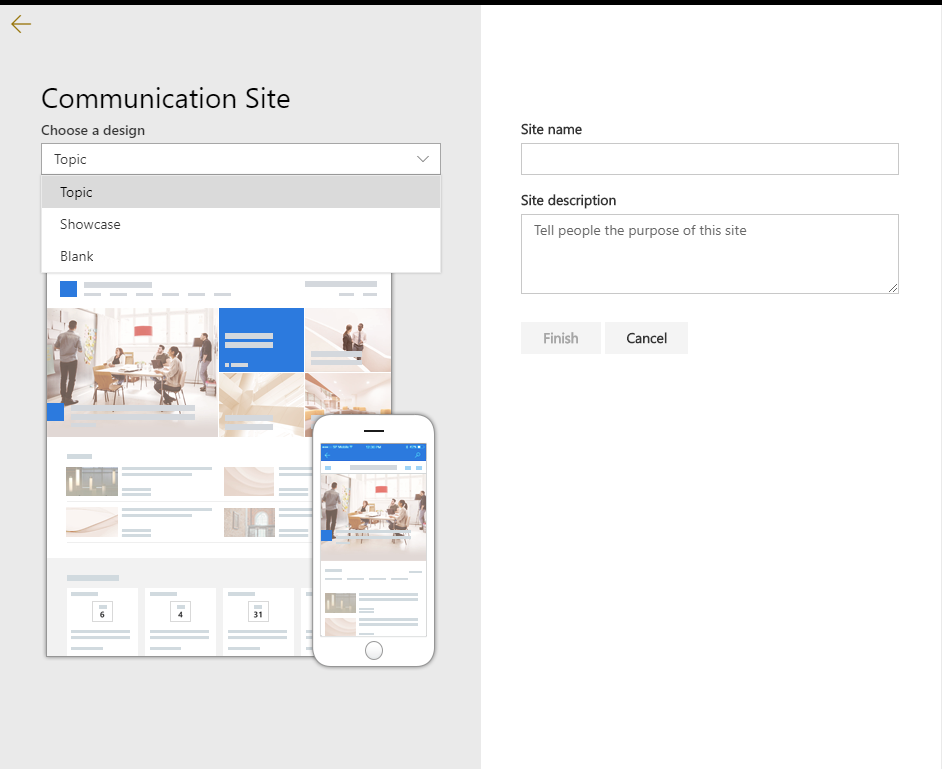 Communication Site
Choose a design
Topic
Topic
Showcase
Blank
Site name
Site description
Tell people the purpose of this site
Finish
Cancel
6
4
31